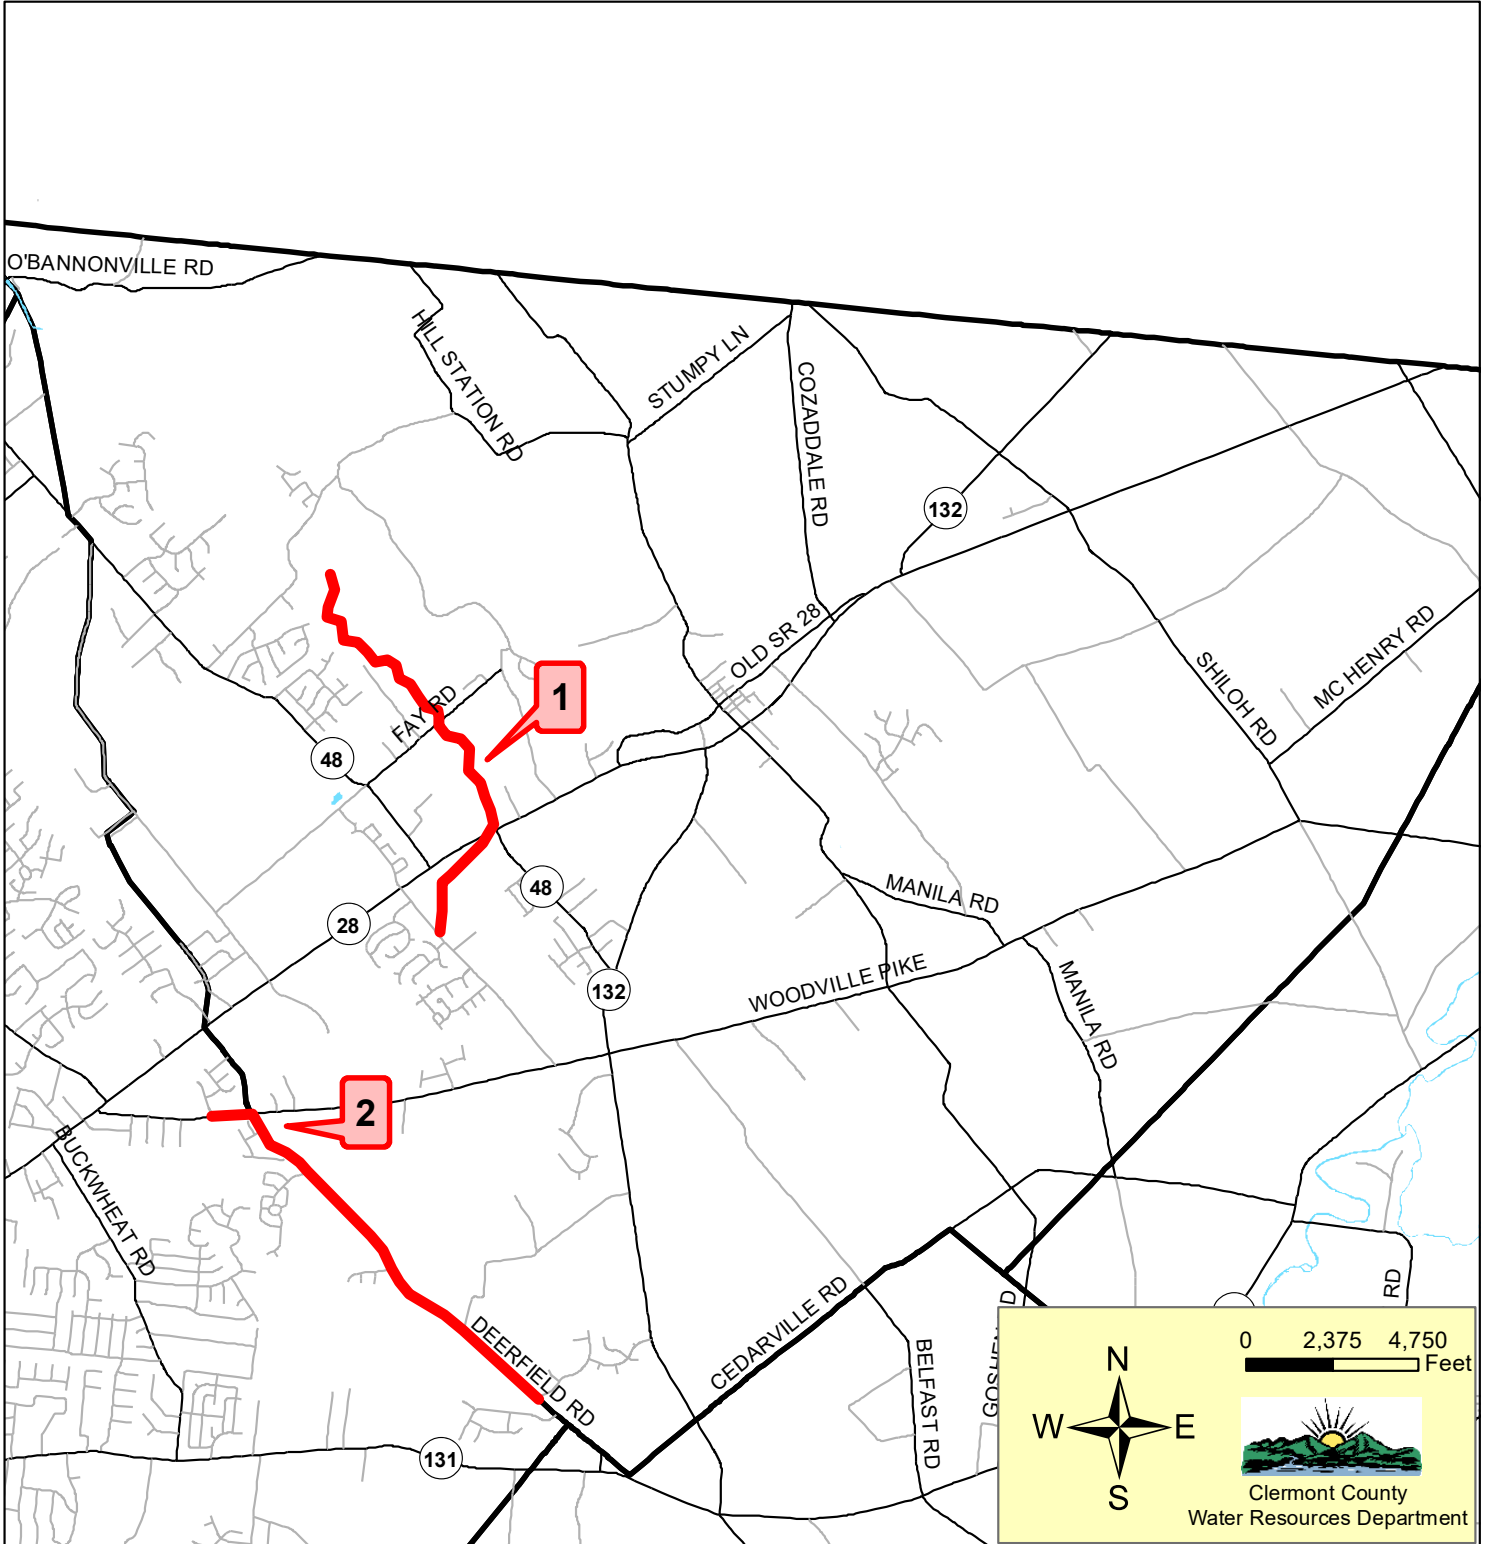 O'BANNONVILLE RD
HILL STATION RD
STUMPY LN
COZADDALE RD
132
OLD SR 28
SHILOH RD
MC HENRY RD
1
FAY RD
48
48
28
MANILA RD
132
WOODVILLE PIKE
MANILA RD
2
BUCKWHEAT RD
DEERFIELD RD
CEDARVILLE RD
BELFAST RD
RD
131
0 2,375 4,750
Feet
N
W E
S
Clermont County
Water Resources Department